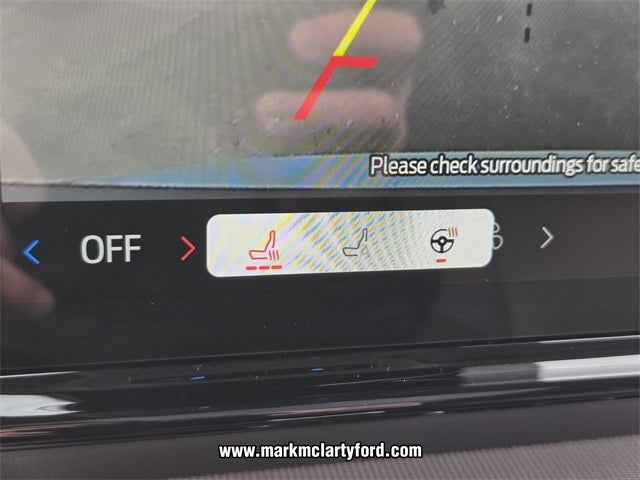 Please check surroundings for safe
OFF
www.markmclartyford.com